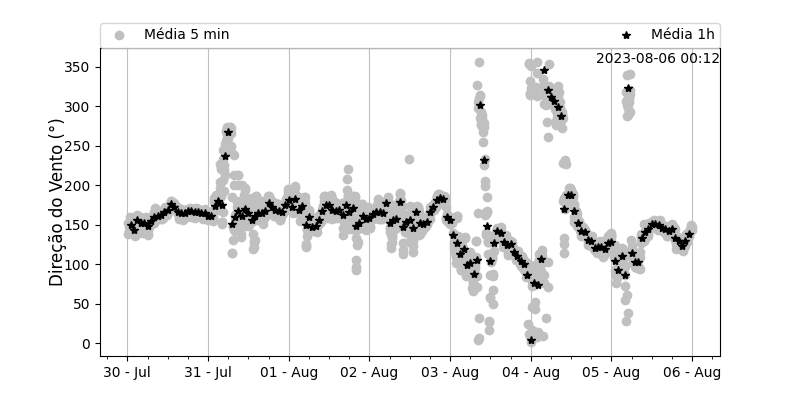 Média 5 min
Média 1h
2023-08-06 00:12
Direção do Vento (°)
350
300
250
200
150
100
50
0
30 - Jul
31 - Jul
01 - Aug
02 - Aug
03 - Aug
04 - Aug
05 - Aug
06 - Aug